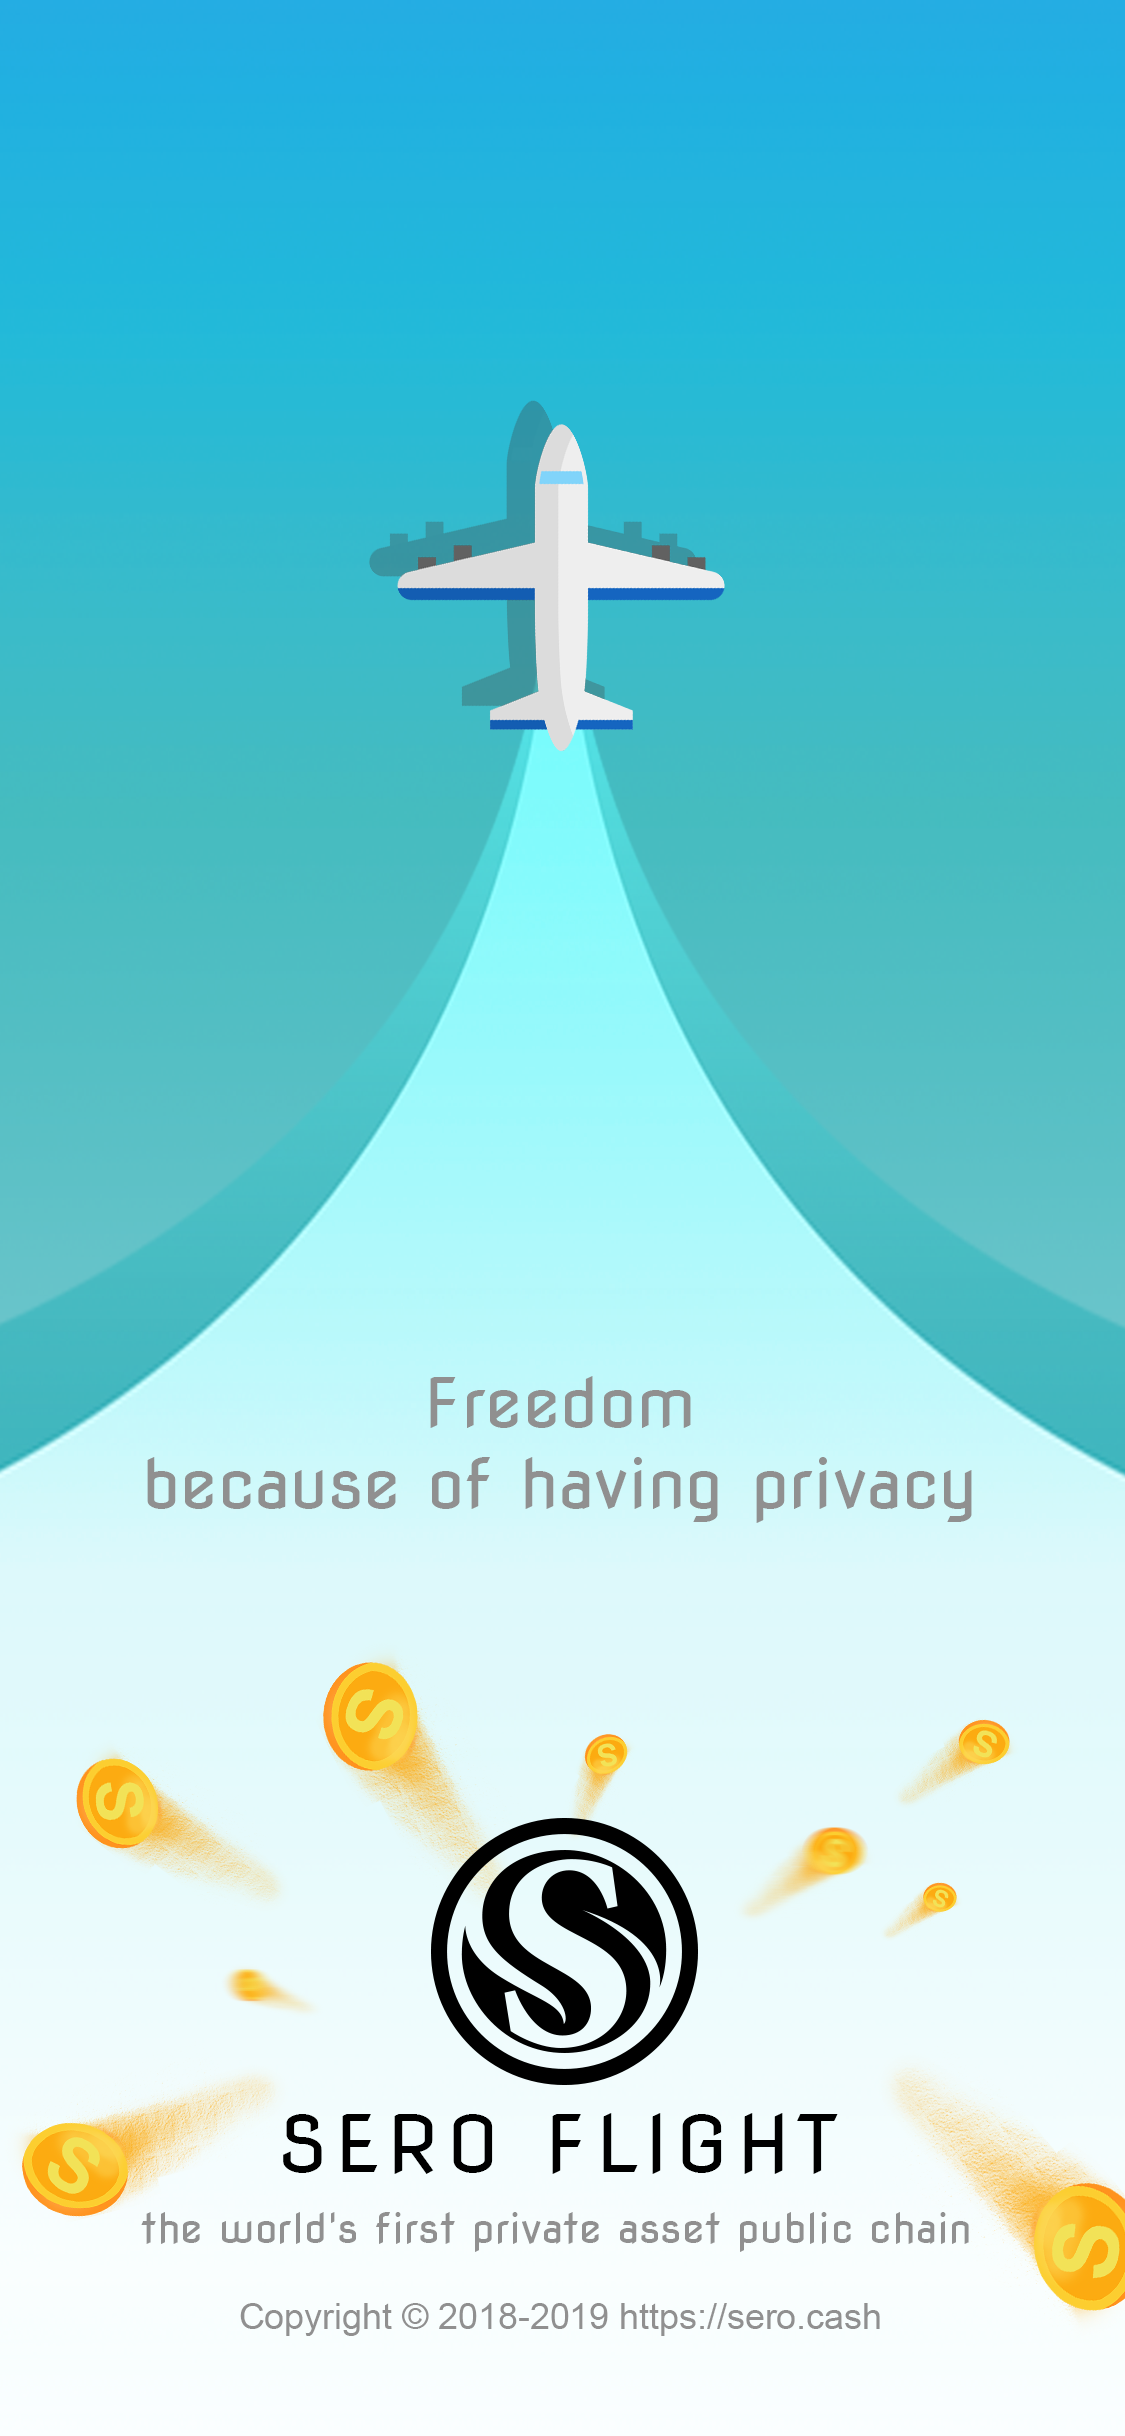 Freedom
because of having privacy
SERO FLIGHT
the world's first private asset public chain
Copyright © 2018-2019 https://sero.cash